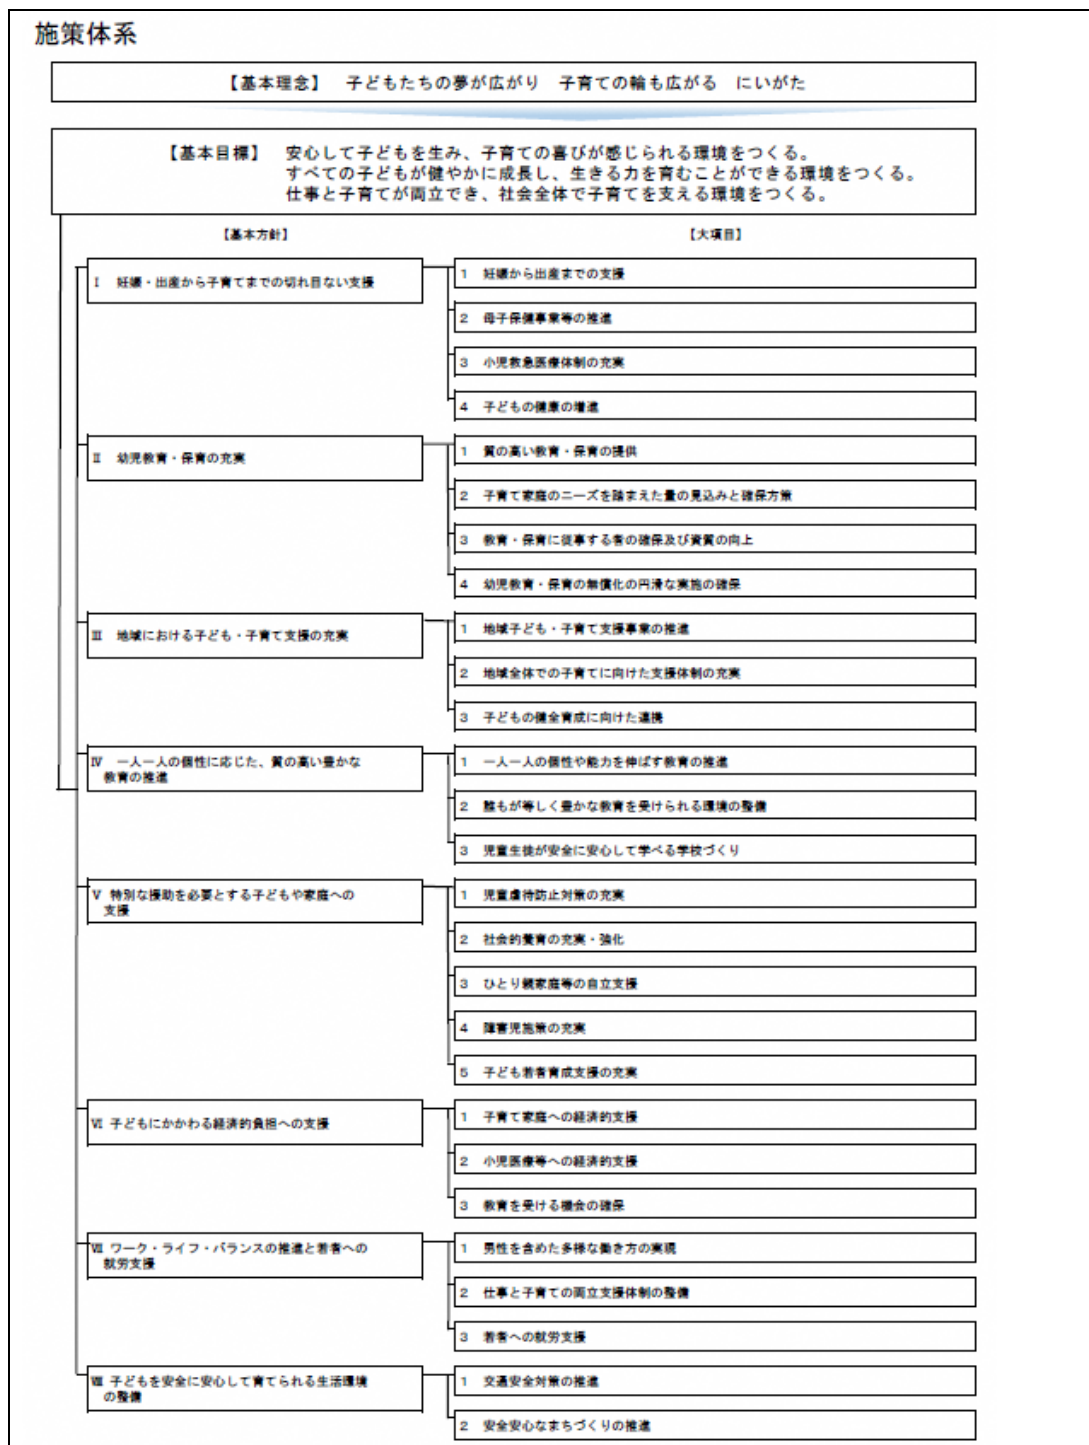 施策体系
【基本理念】　子どもたちの夢が広がり　子育ての輪も広がる　にいがた
【基本目標】　安心して子どもを生み、子育ての喜びが感じられる環境をつくる。
すべての子どもが健やかに成長し、生きる力を育むことができる環境をつくる。
仕事と子育てが両立でき、社会全体で子育てを支える環境をつくる。
【基本方針】
【大項目】
Ⅰ　妊娠・出産から子育てまでの切れ目ない支援
1　妊娠から出産までの支援
2　母子保健事業等の推進
3　小児救急医療体制の充実
4　子どもの健康の増進
Ⅱ　幼児教育・保育の充実
1　質の高い教育・保育の提供
2　子育て家庭のニーズを踏まえた量の見込みと確保方策
3　教育・保育に従事する者の確保及び資質の向上
4　幼児教育・保育の無償化の円滑な実施の確保
Ⅲ　地域における子ども・子育て支援の充実
1　地域子ども・子育て支援事業の推進
2　地域全体での子育てに向けた支援体制の充実
3　子どもの健全育成に向けた連携
Ⅳ　一人一人の個性に応じた、質の高い豊かな
教育の推進
1　一人一人の個性や能力を伸ばす教育の推進
2　誰もが等しく豊かな教育を受けられる環境の整備
3　児童生徒が安全に安心して学べる学校づくり
Ⅴ 特別な援助を必要とする子どもや家庭への
支援
1　児童虐待防止対策の充実
2　社会的養育の充実・強化
3　ひとり親家庭等の自立支援
4　障害児施策の充実
5　子ども若者育成支援の充実
Ⅵ 子どもにかかわる経済的負担への支援
1　子育て家庭への経済的支援
2　小児医療等への経済的支援
3　教育を受ける機会の確保
Ⅶ ワーク・ライフ・バランスの推進と若者への
就労支援
1　男性を含めた多様な働き方の実現
2　仕事と子育ての両立支援体制の整備
3　若者への就労支援
Ⅷ 子どもを安全に安心して育てられる生活環境
の整備
1　交通安全対策の推進
2　安全安心なまちづくりの推進